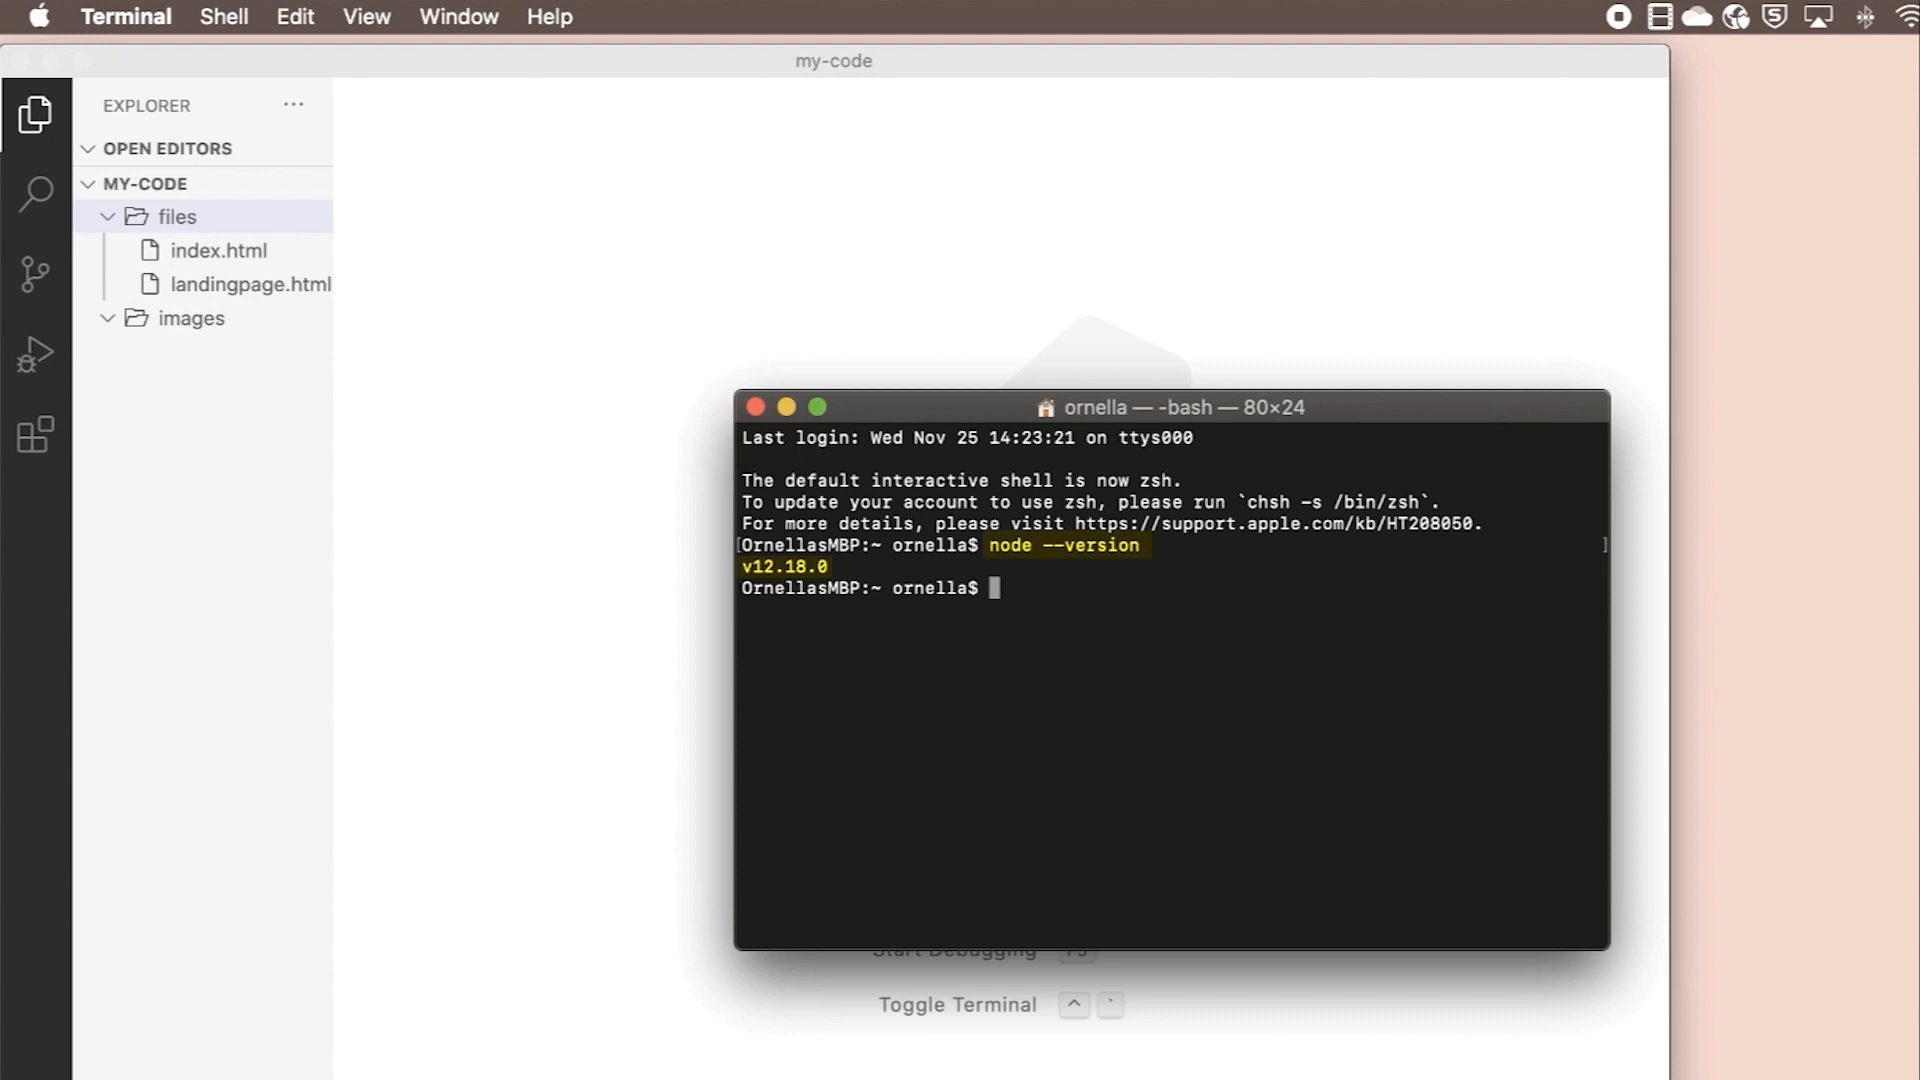 Terminal Shell Edit View Window Help
my-code
EXPLORER ...
OPEN EDITORS
MY-CODE
files
index.html
landingpage.html
images
ornella — -bash — 80×24
Last login: Wed Nov 25 14:23:21 on ttys000
The default interactive shell is now zsh.
To update your account to use zsh, please run `chsh -s /bin/zsh`.
For more details, please visit https://support.apple.com/kb/HT208050.
[OrnellasMBP:~ ornella$ node --version ]
v12.18.0
OrnellasMBP:~ ornella$
Start Debugging F5
Toggle Terminal ^ `